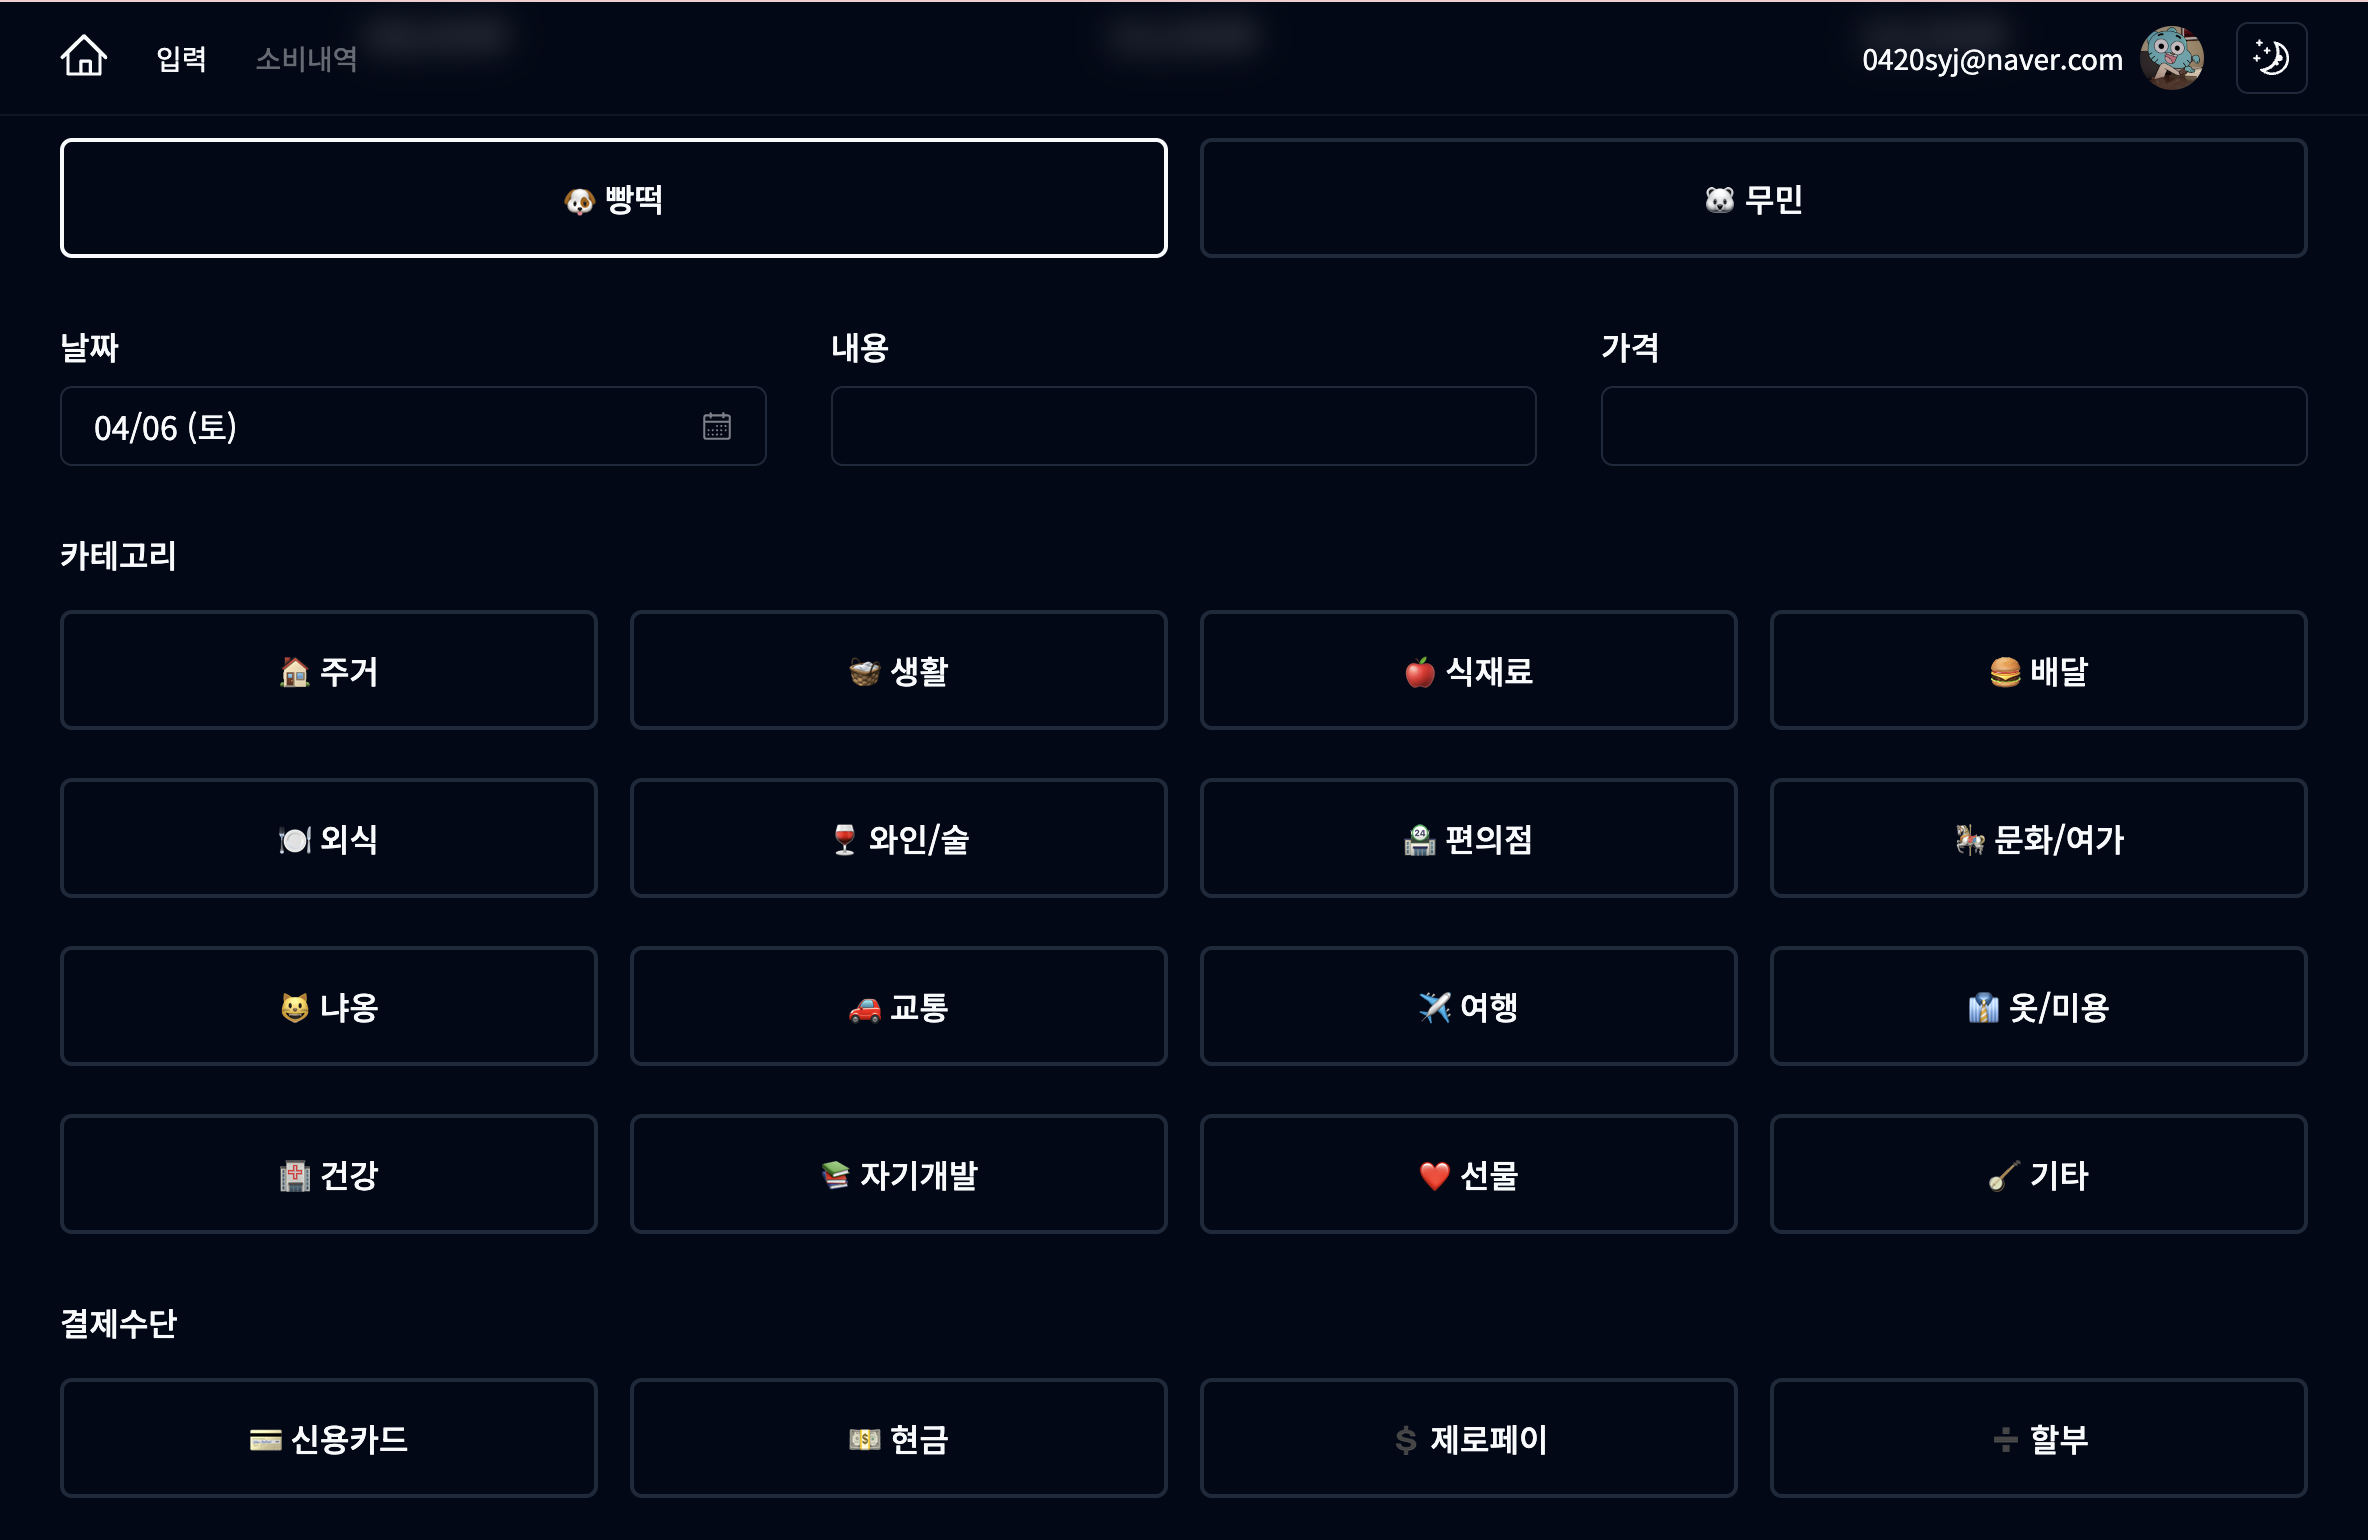 입력 소비내역 0420syj@naver.com
🐶 빵떡 🐻‍❄️ 무민
날짜 내용 가격
04/06 (토)
카테고리
🏠 주거 🧺 생활 🍎 식재료 🍔 배달
🍽️ 외식 🍷 와인/술 🏪 편의점 🎠 문화/여가
😺 냐옹 🚗 교통 ✈️ 여행 👔 옷/미용
🏥 건강 📚 자기개발 ❤️ 선물 🪕 기타
결제수단
💳 신용카드 💵 현금 💲 제로페이 ➗ 할부